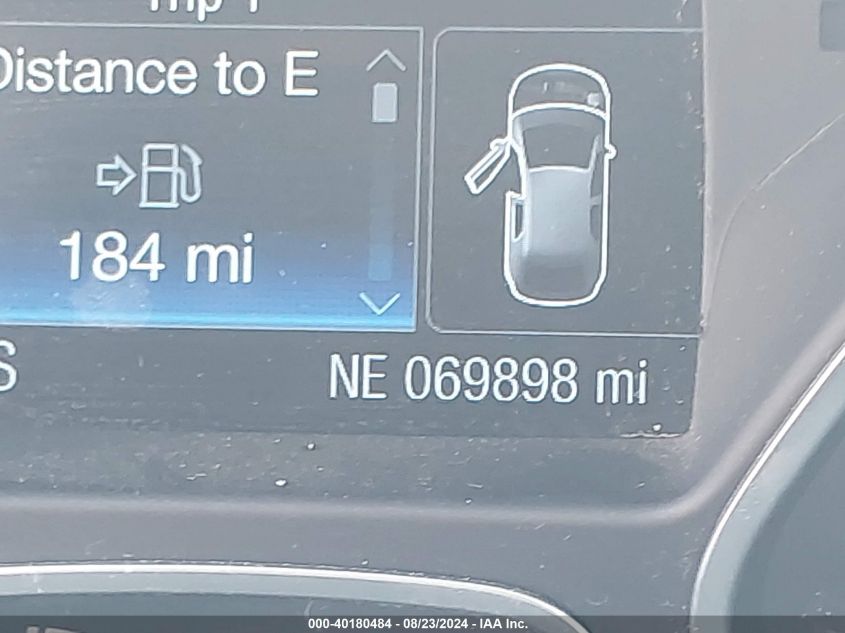 Distance to E
184 mi
NE 069898 mi
000-40180484 - 08/23/2024 - IAA Inc.